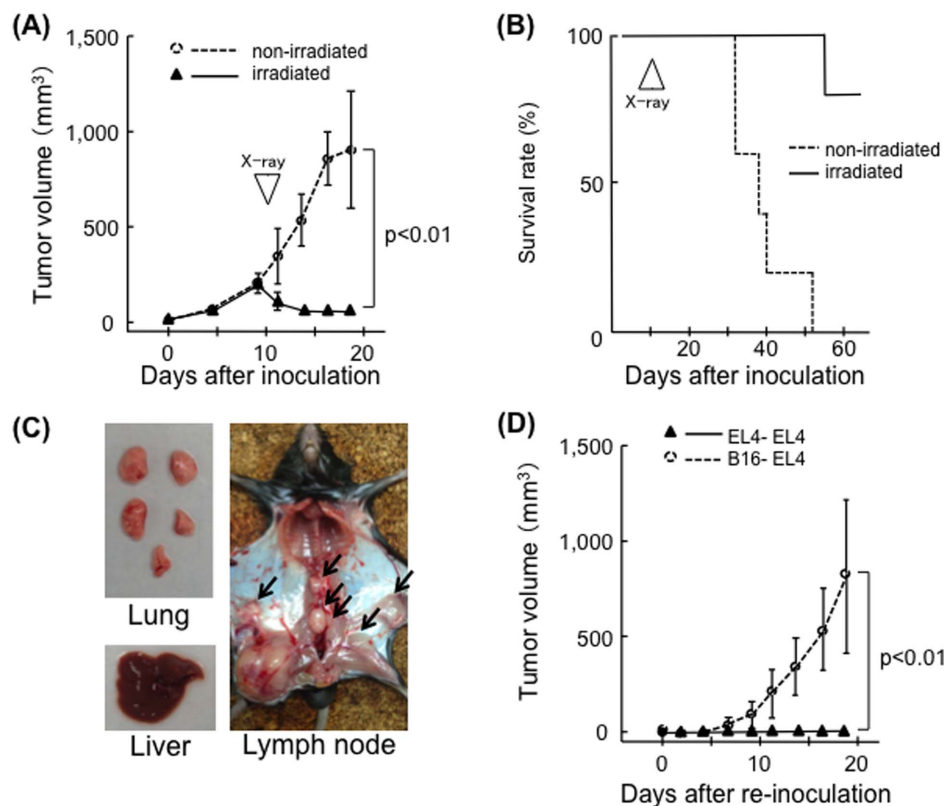 (A)
1,500
1,000
500
0
Tumor volume (mm³)
non-irradiated
irradiated
X-ray
p<0.01
0 10 20
Days after inoculation
(B)
100
50
0
Survival rate (%)
X-ray
non-irradiated
irradiated
20 40 60
Days after inoculation
(C)
Lung
Liver
Lymph node
(D)
1,500
1,000
500
0
Tumor volume (mm³)
EL4- EL4
B16- EL4
p<0.01
0 10 20
Days after re-inoculation